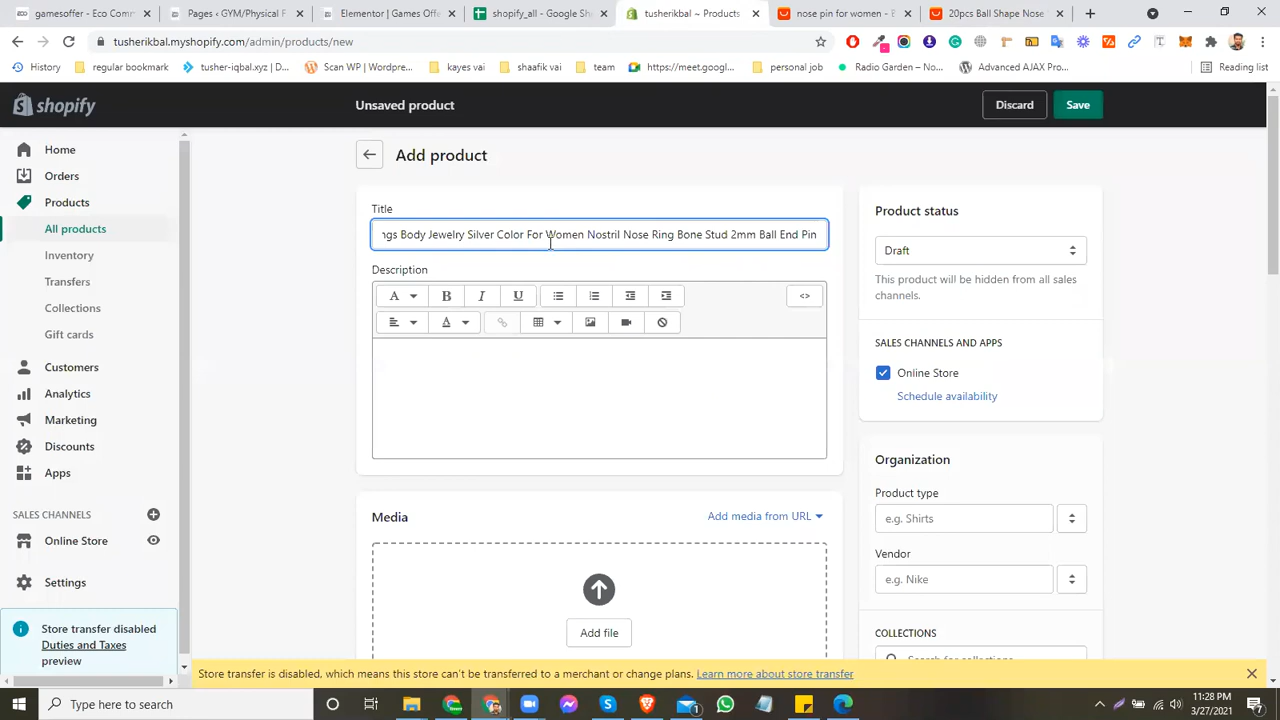 gamesoffer - Eco Comm
Pages ‹ GYM/Physical F
Elementor | Games Offe
shopify_all - Google She
tusherikbal ~ Products
nose pin for women - B
20pcs Ball Shape Nose
tusherikbal.myshopify.com/admin/products/new
History
regular bookmark
tusher-iqbal.xyz | D...
Scan WP | Wordpre...
kayes vai
shaafik vai
team
https://meet.googl...
personal job
Radio Garden – No...
Advanced AJAX Pro...
Reading list
shopify
Unsaved product
Discard
Save
Home
Orders
Products
All products
Inventory
Transfers
Collections
Gift cards
Customers
Analytics
Marketing
Discounts
Apps
SALES CHANNELS
Online Store
Settings
Store transfer disabled
Duties and Taxes
preview
Add product
Title
ngs Body Jewelry Silver Color For Women Nostril Nose Ring Bone Stud 2mm Ball End Pin
Description
A
B
I
U
<>
A
Media
Add media from URL
Add file
Product status
Draft
This product will be hidden from all sales
channels.
SALES CHANNELS AND APPS
Online Store
Schedule availability
Organization
Product type
e.g. Shirts
Vendor
e.g. Nike
COLLECTIONS
Search for collections
Store transfer is disabled, which means this store can't be transferred to a merchant or change plans. Learn more about store transfer
Type here to search
11:28 PM
3/27/2021